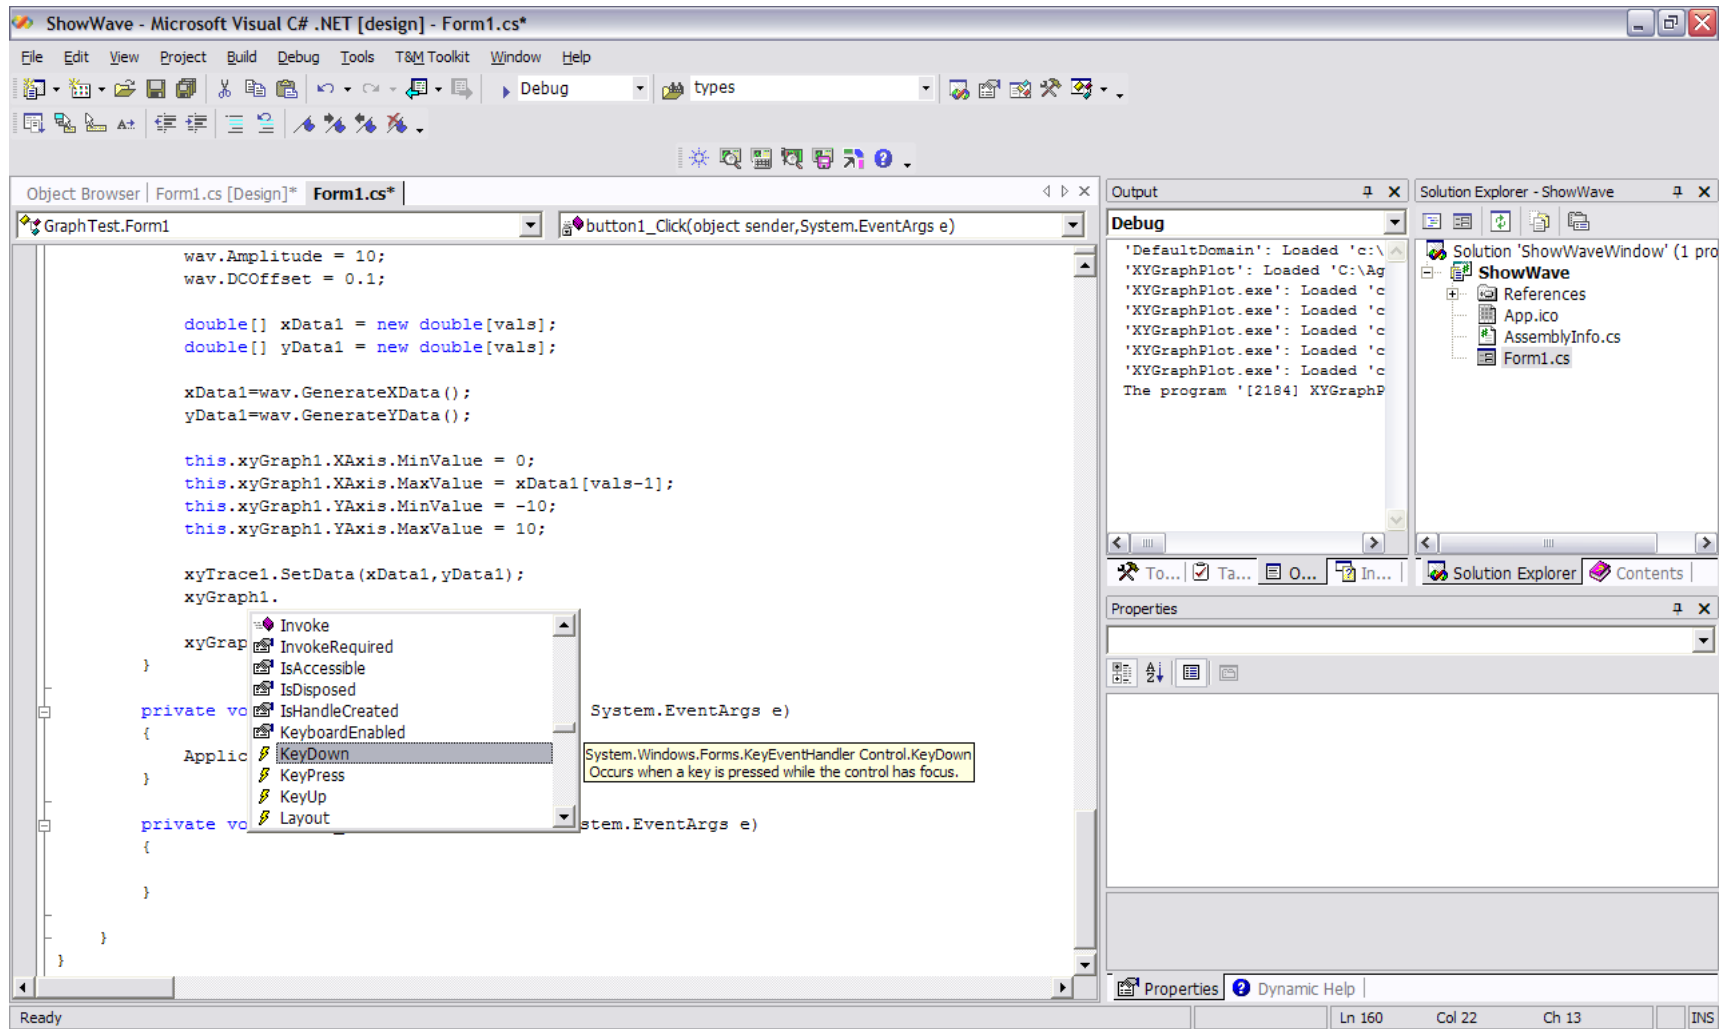 ShowWave - Microsoft Visual C# .NET [design] - Form1.cs*
File Edit View Project Build Debug Tools T&M Toolkit Window Help
Debug types
Object Browser Form1.cs [Design]* Form1.cs*
GraphTest.Form1 button1_Click(object sender,System.EventArgs e)
wav.Amplitude = 10;
wav.DCOffset = 0.1;
double[] xData1 = new double[vals];
double[] yData1 = new double[vals];
xData1=wav.GenerateXData();
yData1=wav.GenerateYData();
this.xyGraph1.XAxis.MinValue = 0;
this.xyGraph1.XAxis.MaxValue = xData1[vals-1];
this.xyGraph1.YAxis.MinValue = -10;
this.xyGraph1.YAxis.MaxValue = 10;
xyTrace1.SetData(xData1,yData1);
xyGraph1.
xyGrap
}
private vo System.EventArgs e)
{
Applic
}
private vo stem.EventArgs e)
{
}
}
}
Invoke
InvokeRequired
IsAccessible
IsDisposed
IsHandleCreated
KeyboardEnabled
KeyDown
KeyPress
KeyUp
Layout
System.Windows.Forms.KeyEventHandler Control.KeyDown
Occurs when a key is pressed while the control has focus.
Output
Debug
'DefaultDomain': Loaded 'c:\
'XYGraphPlot': Loaded 'C:\Ag
'XYGraphPlot.exe': Loaded 'c
'XYGraphPlot.exe': Loaded 'c
'XYGraphPlot.exe': Loaded 'c
'XYGraphPlot.exe': Loaded 'c
'XYGraphPlot.exe': Loaded 'c
The program '[2184] XYGraphP
To... Ta... O... In...
Solution Explorer - ShowWave
Solution 'ShowWaveWindow' (1 pro
ShowWave
References
App.ico
AssemblyInfo.cs
Form1.cs
Solution Explorer Contents
Properties
Properties Dynamic Help
Ready Ln 160 Col 22 Ch 13 INS